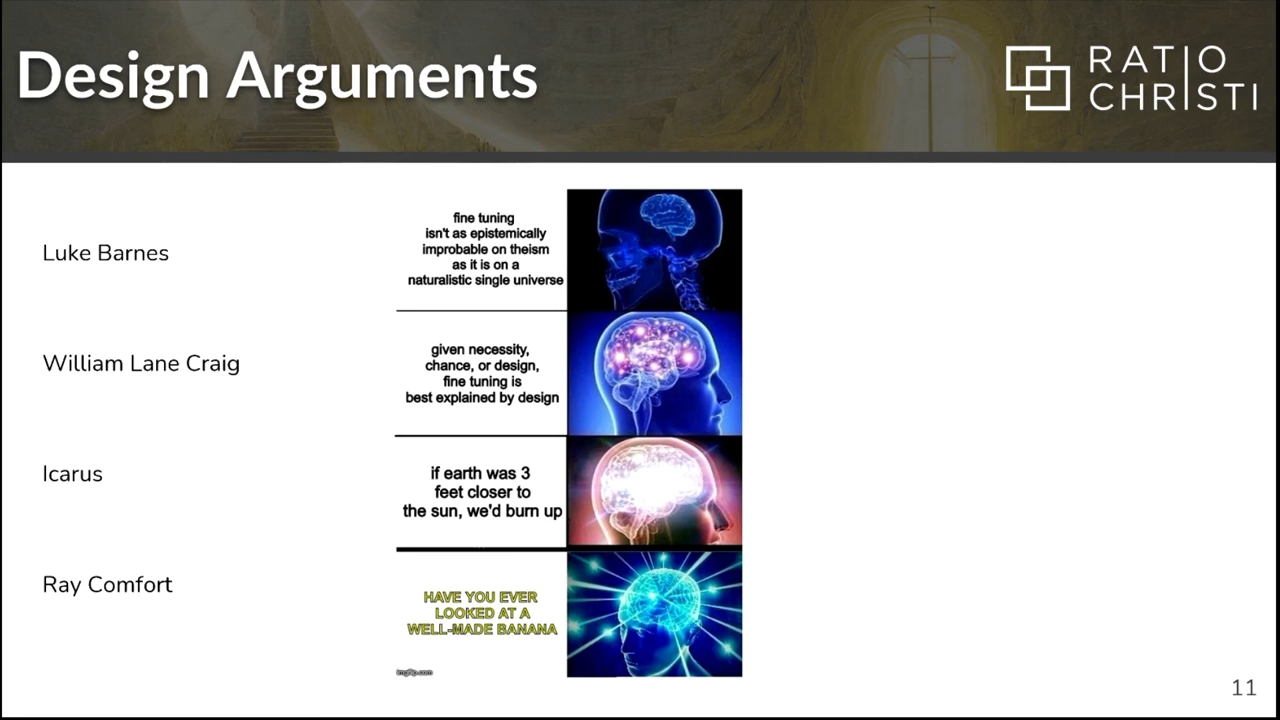 Design Arguments
RATIO
CHRISTI
Luke Barnes
fine tuning
isn't as epistemically
improbable on theism
as it is on a
naturalistic single universe
William Lane Craig
given necessity,
chance, or design,
fine tuning is
best explained by design
Icarus
if earth was 3
feet closer to
the sun, we'd burn up
Ray Comfort
HAVE YOU EVER
LOOKED AT A
WELL-MADE BANANA
imgflip.com
11